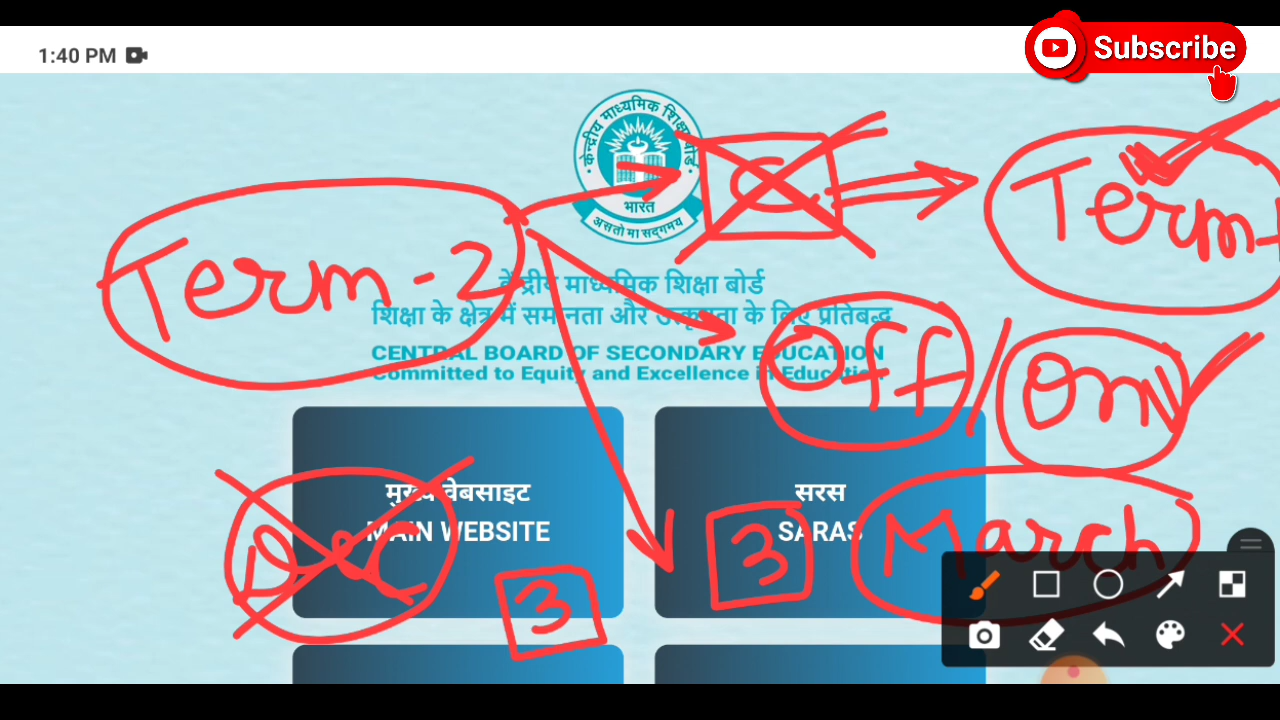 1:40 PM
Subscribe
केन्द्रीय माध्यमिक शिक्षा बोर्ड
भारत
असतो मा सद्गमय
C
Term-1
Term-2
केंद्रीय माध्यमिक शिक्षा बोर्ड
शिक्षा के क्षेत्र में समानता और उत्कृष्टता के लिए प्रतिबद्ध
CENTRAL BOARD OF SECONDARY EDUCATION
Committed to Equity and Excellence in Education
Off / On
मुख्य वेबसाइट
MAIN WEBSITE
सरस
SARAS
Dec
3
3
March